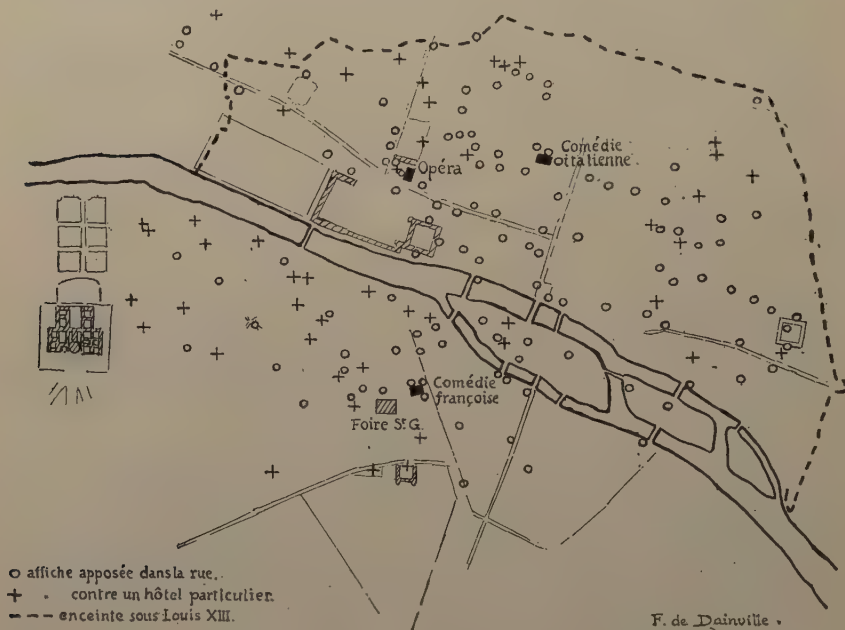 Comédie
italienne.
Opéra
Comédie
françoise
Foire St G.
o affiche apposée dans la rue.
+ . contre un hôtel particulier.
--- enceinte sous Louis XIII.
F. de Dainville.